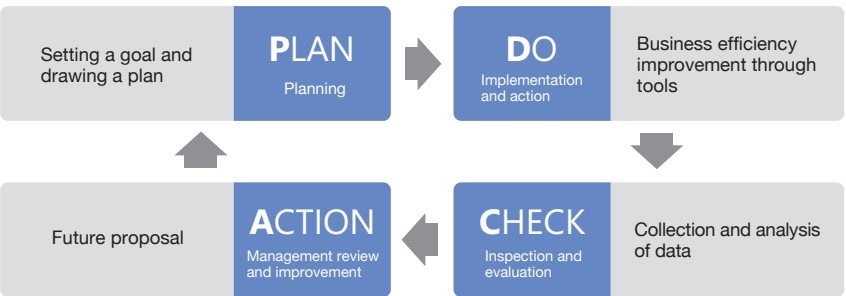 Setting a goal and
drawing a plan
PLAN
Planning
DO
Implementation
and action
Business efficiency
improvement through
tools
Future proposal
ACTION
Management review
and improvement
CHECK
Inspection and
evaluation
Collection and analysis
of data